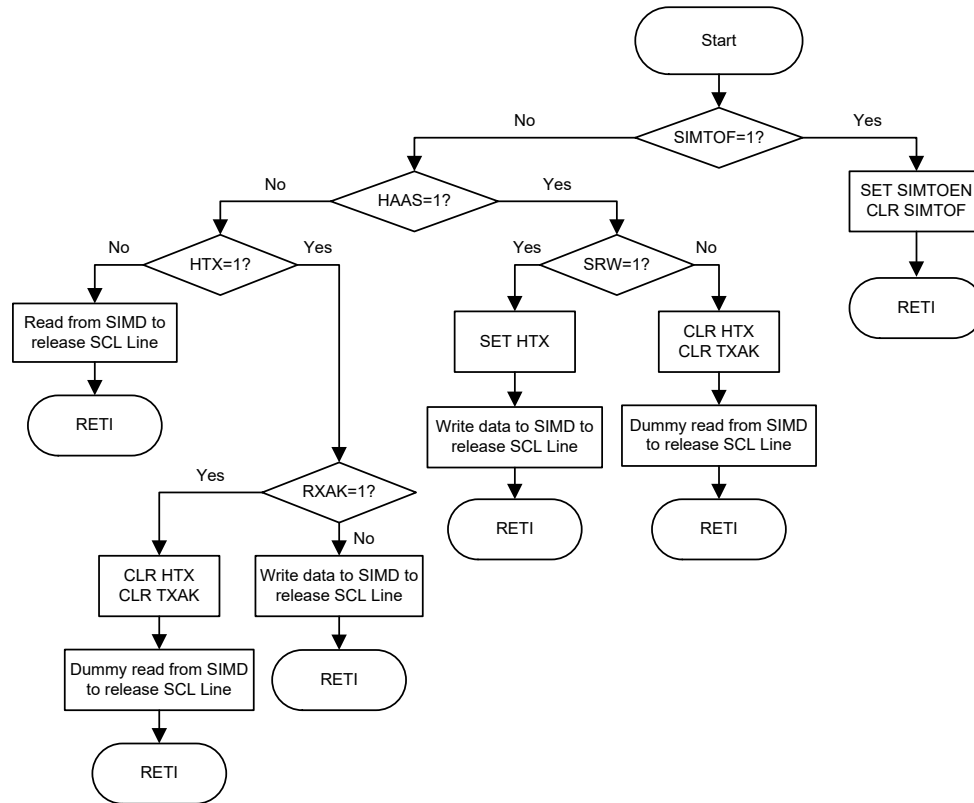 Start
No
SIMTOF=1?
Yes
No
HAAS=1?
Yes
SET SIMTOEN
CLR SIMTOF
No
HTX=1?
Yes
Yes
SRW=1?
No
RETI
Read from SIMD to
release SCL Line
SET HTX
CLR HTX
CLR TXAK
RETI
Write data to SIMD to
release SCL Line
Dummy read from SIMD
to release SCL Line
Yes
RXAK=1?
No
RETI
RETI
CLR HTX
CLR TXAK
Write data to SIMD to
release SCL Line
Dummy read from SIMD
to release SCL Line
RETI
RETI